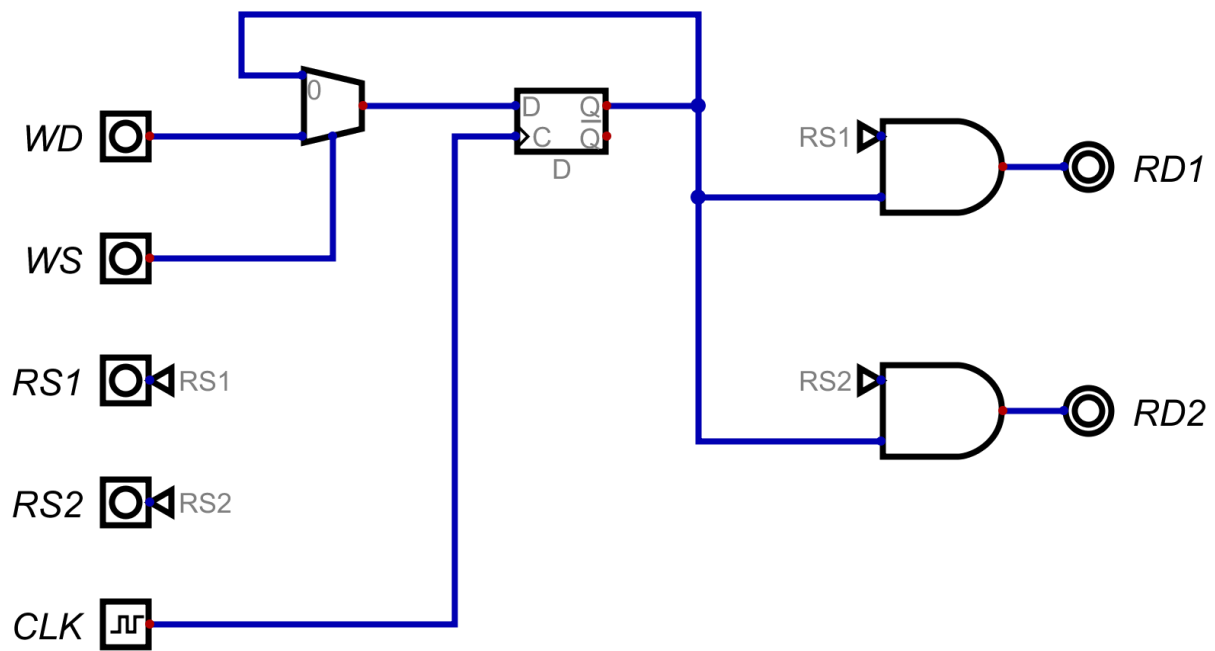 0
WD
D Q
C Q
D
RS1
RD1
WS
RS1 RS1
RS2
RD2
RS2 RS2
CLK